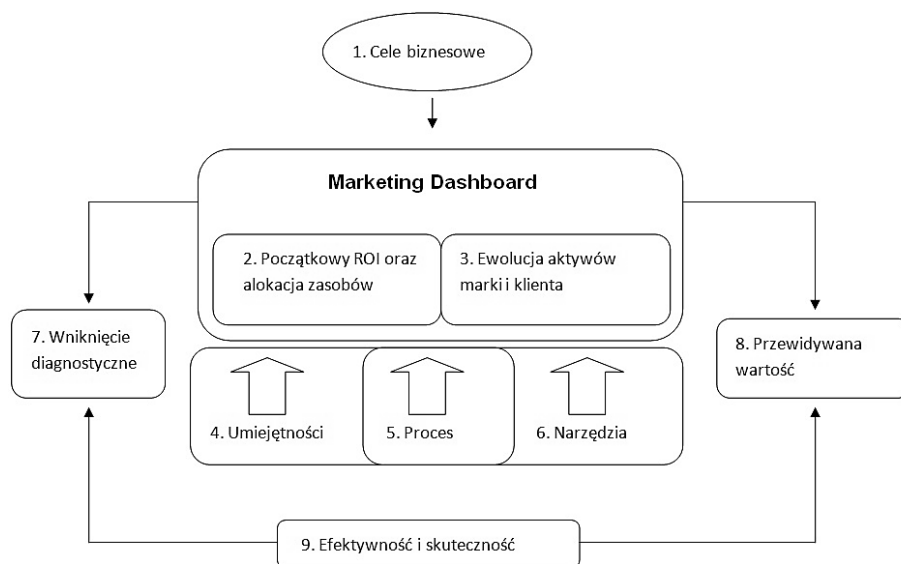 1. Cele biznesowe
Marketing Dashboard
2. Początkowy ROI oraz
alokacja zasobów
3. Ewolucja aktywów
marki i klienta
7. Wniknięcie
diagnostyczne
8. Przewidywana
wartość
4. Umiejętności
5. Proces
6. Narzędzia
9. Efektywność i skuteczność